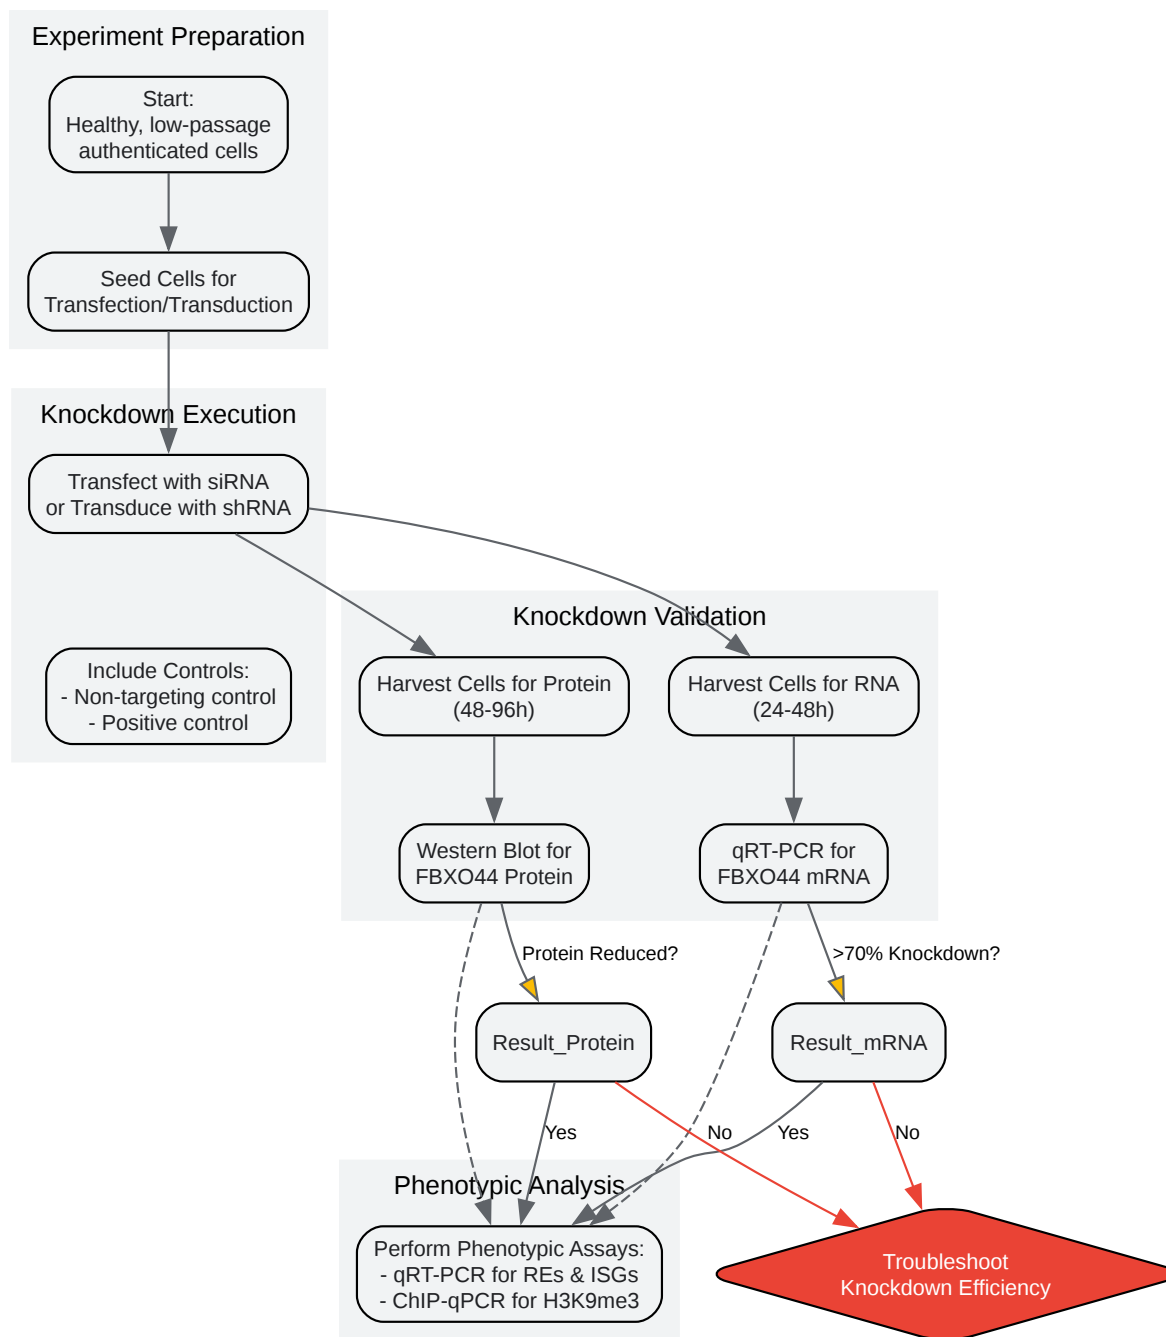 Experiment Preparation
Start:
Healthy, low-passage
authenticated cells
Seed Cells for
Transfection/Transduction
Knockdown Execution
Transfect with siRNA
or Transduce with shRNA
Include Controls:
- Non-targeting control
- Positive control
Knockdown Validation
Harvest Cells for Protein
(48-96h)
Harvest Cells for RNA
(24-48h)
Western Blot for
FBXO44 Protein
qRT-PCR for
FBXO44 mRNA
Protein Reduced?
>70% Knockdown?
Result_Protein
Result_mRNA
Yes
No
Yes
No
Phenotypic Analysis
Perform Phenotypic Assays:
- qRT-PCR for REs & ISGs
- ChIP-qPCR for H3K9me3
Troubleshoot
Knockdown Efficiency